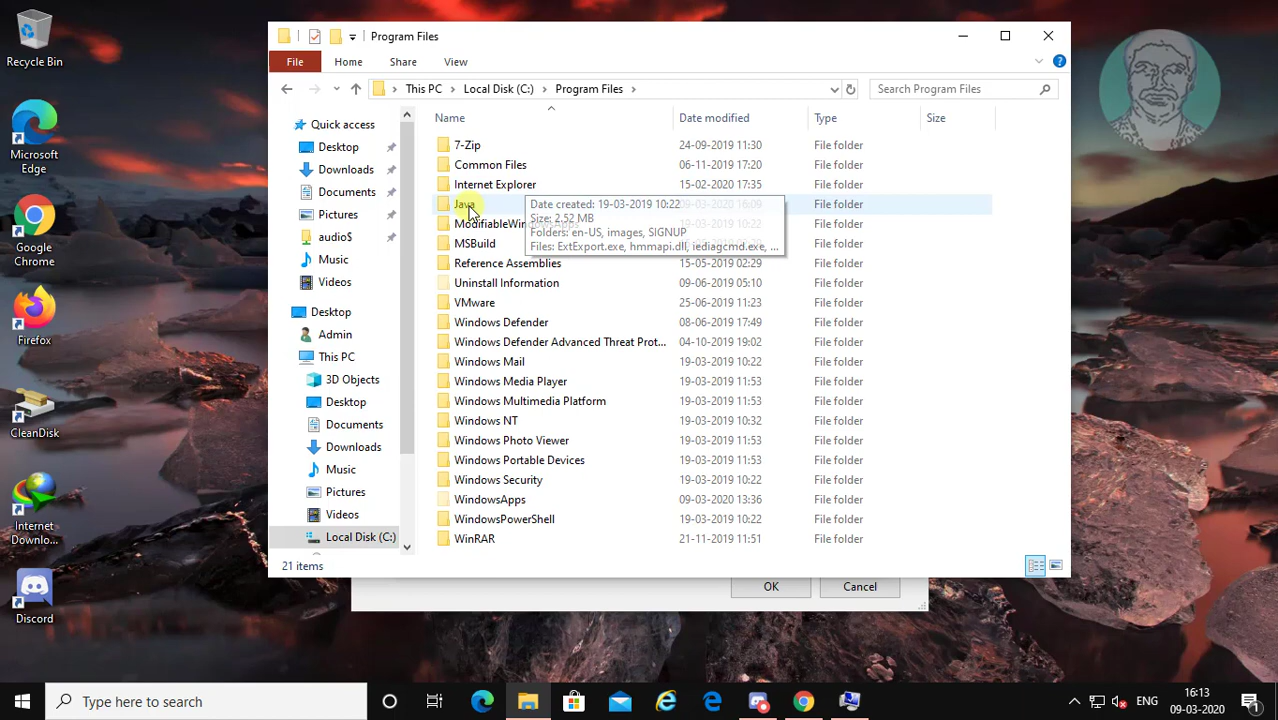 Recycle Bin
Microsoft
Edge
Google
Chrome
Firefox
CleanDisk
Internet
Downlo...
Discord
Program Files
File
Home
Share
View
This PC
Local Disk (C:)
Program Files
Search Program Files
Quick access
Desktop
Downloads
Documents
Pictures
audio$
Music
Videos
Desktop
Admin
This PC
3D Objects
Desktop
Documents
Downloads
Music
Pictures
Videos
Local Disk (C:)
Name Date modified Type Size
7-Zip 24-09-2019 11:30 File folder
Common Files 06-11-2019 17:20 File folder
Internet Explorer 15-02-2020 17:35 File folder
Java 09-03-2020 16:09 File folder
Date created: 19-03-2019 10:22
Size: 2.52 MB
Folders: en-US, images, SIGNUP
Files: ExtExport.exe, hmmapi.dll, iediagcmd.exe, ...
ModifiableWindowsApps 19-03-2019 10:22 File folder
MSBuild File folder
Reference Assemblies 15-05-2019 02:29 File folder
Uninstall Information 09-06-2019 05:10 File folder
VMware 25-06-2019 11:23 File folder
Windows Defender 08-06-2019 17:49 File folder
Windows Defender Advanced Threat Prot... 04-10-2019 19:02 File folder
Windows Mail 19-03-2019 10:22 File folder
Windows Media Player 19-03-2019 11:53 File folder
Windows Multimedia Platform 19-03-2019 11:53 File folder
Windows NT 19-03-2019 10:32 File folder
Windows Photo Viewer 19-03-2019 11:53 File folder
Windows Portable Devices 19-03-2019 11:53 File folder
Windows Security 19-03-2019 10:22 File folder
WindowsApps 09-03-2020 13:36 File folder
WindowsPowerShell 19-03-2019 10:22 File folder
WinRAR 21-11-2019 11:51 File folder
21 items
OK
Cancel
Type here to search
ENG
16:13
09-03-2020
1